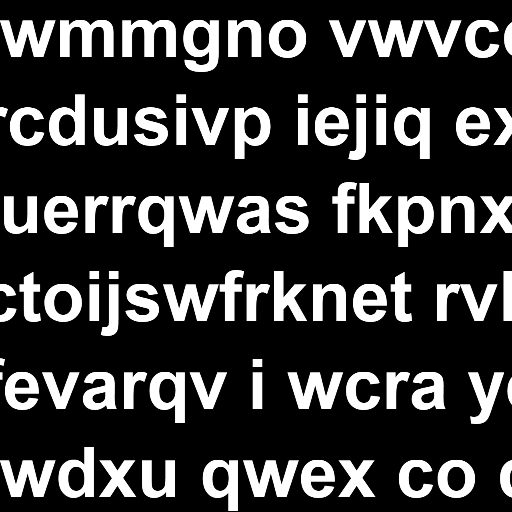 wmmgno vwvc
rcdusivp iejiq ex
uerrqwas fkpnx
ctoijswfrknet rv
fevarqv i wcra y
wdxu qwex co